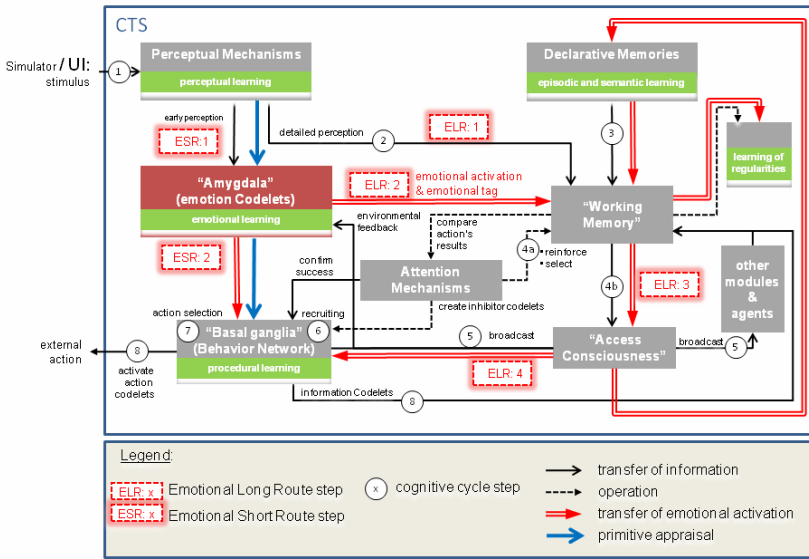 CTS
Perceptual Mechanisms
perceptual learning
Declarative Memories
episodic and semantic learning
Simulator / UI:
stimulus
1
early perception
ESR:1
detailed perception
2
ELR: 1
3
learning of
regularities
"Amygdala"
(emotion Codelets)
emotional learning
ELR: 2
emotional activation
& emotional tag
"Working
Memory"
environmental
feedback
compare
action's
results
4a
• reinforce
• select
ESR: 2
confirm
success
Attention
Mechanisms
4b
ELR: 3
other
modules
&
agents
create inhibitor codelets
action selection
recruiting
7
"Basal ganglia"
(Behavior Network)
6
procedural learning
5
broadcast
"Access
Consciousness"
broadcast
5
external
action
8
activate
action
codelets
ELR: 4
information Codelets
8
Legend:
ELR: x
Emotional Long Route step
ESR: x
Emotional Short Route step
x
cognitive cycle step
transfer of information
operation
transfer of emotional activation
primitive appraisal